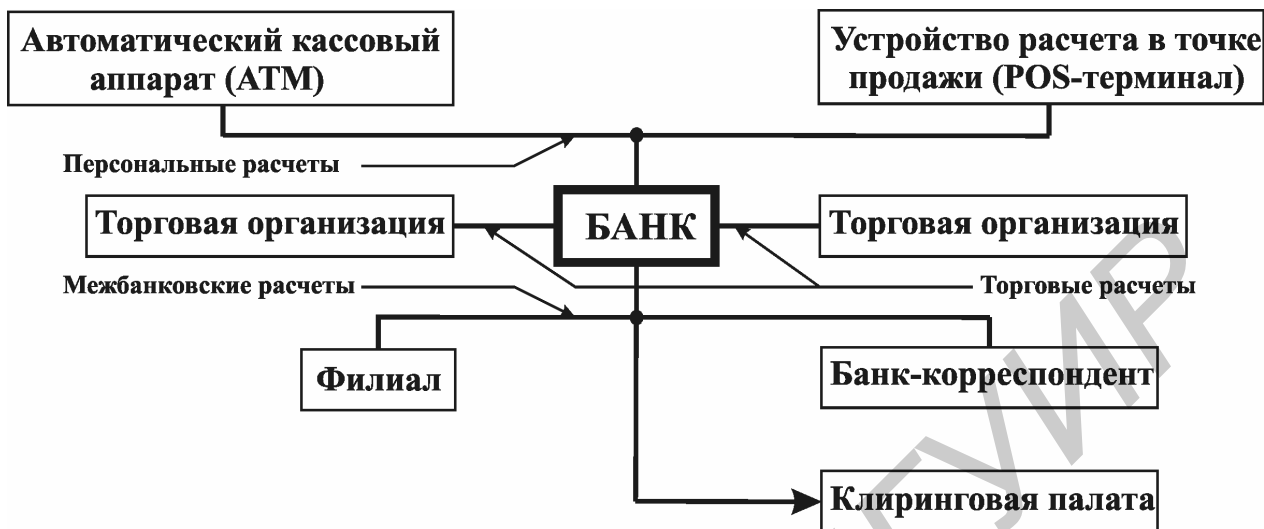 Автоматический кассовый
аппарат (АТМ)
Устройство расчета в точке
продажи (POS-терминал)
Персональные расчеты
Торговая организация
БАНК
Торговая организация
Межбанковские расчеты
Торговые расчеты
Филиал
Банк-корреспондент
Клиринговая палата
ГУИР